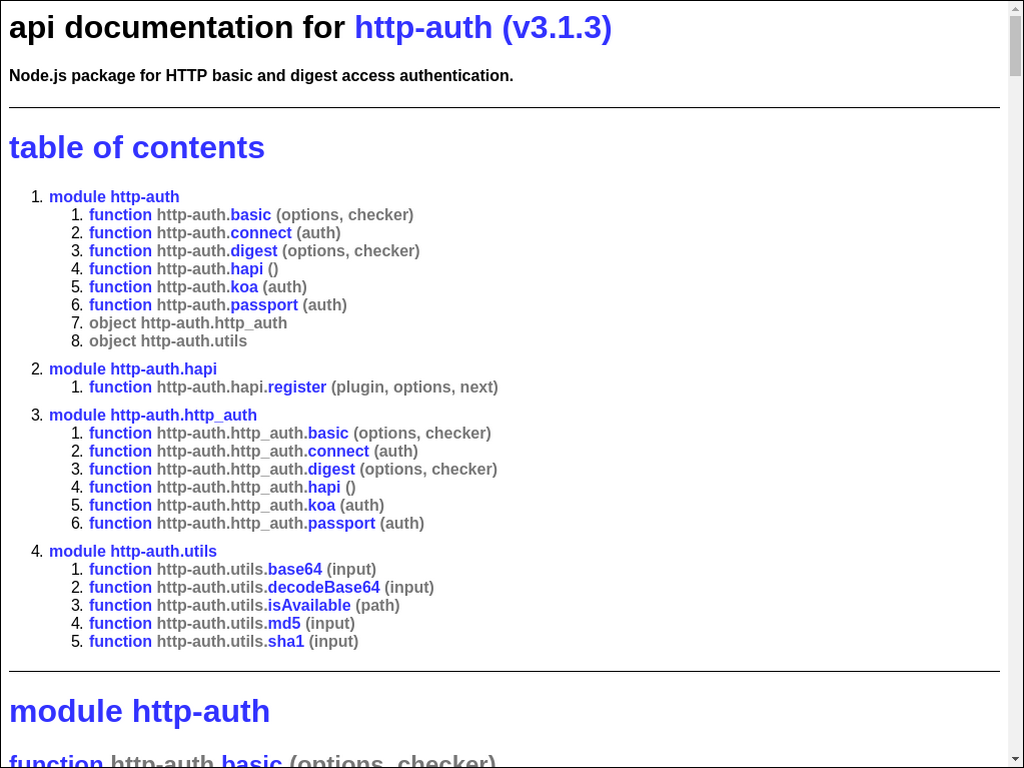 api documentation for http-auth (v3.1.3)
Node.js package for HTTP basic and digest access authentication.
table of contents
1. module http-auth
1. function http-auth.basic (options, checker)
2. function http-auth.connect (auth)
3. function http-auth.digest (options, checker)
4. function http-auth.hapi ()
5. function http-auth.koa (auth)
6. function http-auth.passport (auth)
7. object http-auth.http_auth
8. object http-auth.utils
2. module http-auth.hapi
1. function http-auth.hapi.register (plugin, options, next)
3. module http-auth.http_auth
1. function http-auth.http_auth.basic (options, checker)
2. function http-auth.http_auth.connect (auth)
3. function http-auth.http_auth.digest (options, checker)
4. function http-auth.http_auth.hapi ()
5. function http-auth.http_auth.koa (auth)
6. function http-auth.http_auth.passport (auth)
4. module http-auth.utils
1. function http-auth.utils.base64 (input)
2. function http-auth.utils.decodeBase64 (input)
3. function http-auth.utils.isAvailable (path)
4. function http-auth.utils.md5 (input)
5. function http-auth.utils.sha1 (input)
module http-auth
function http-auth.basic (options, checker)